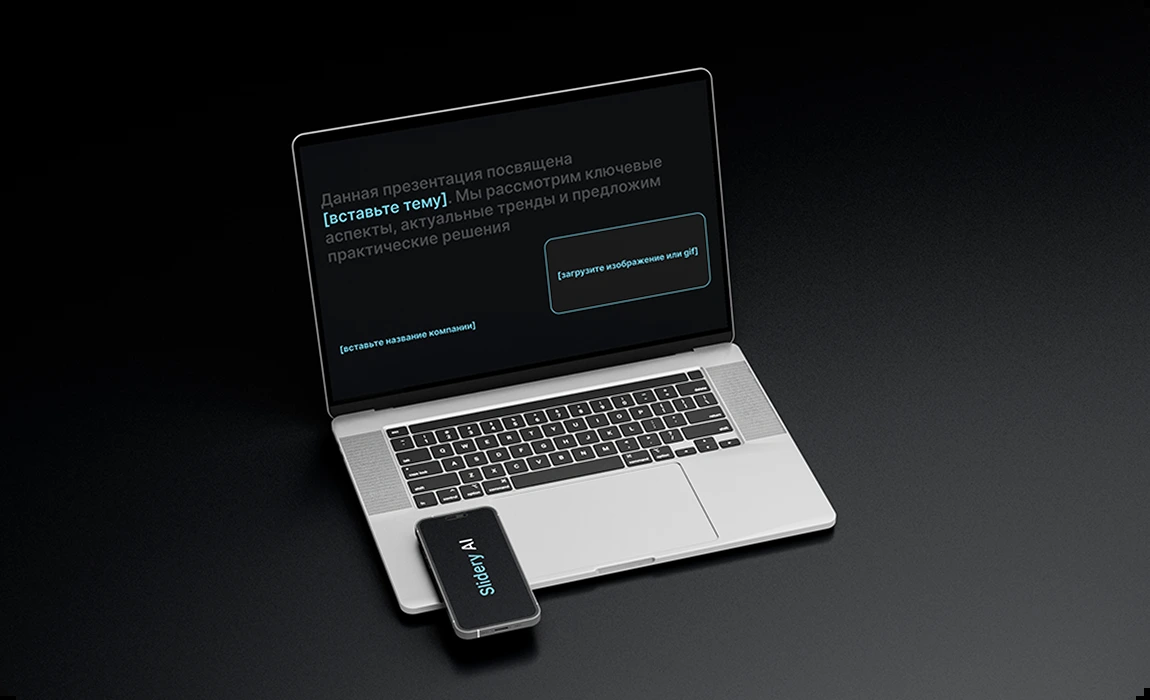 Данная презентация посвящена
[вставьте тему]. Мы рассмотрим ключевые
аспекты, актуальные тренды и предложим
практические решения
[загрузите изображение или gif]
[вставьте название компании]
Slidery AI